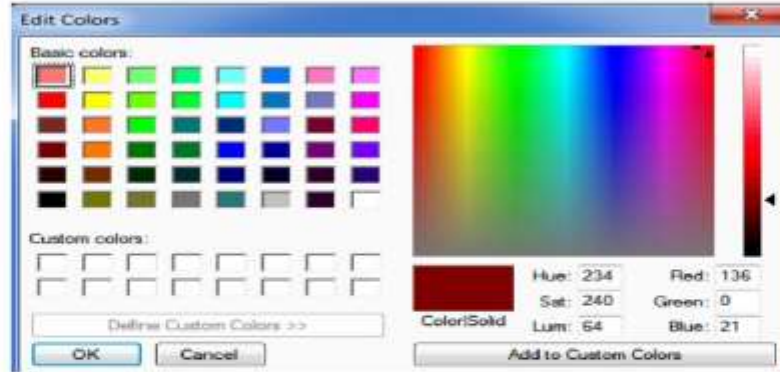 Edit Colors
Basic colors:
Custom colors:
Define Custom Colors >>
OK Cancel
Color|Solid
Hue: 234 Red: 136
Sat: 240 Green: 0
Lum: 64 Blue: 21
Add to Custom Colors